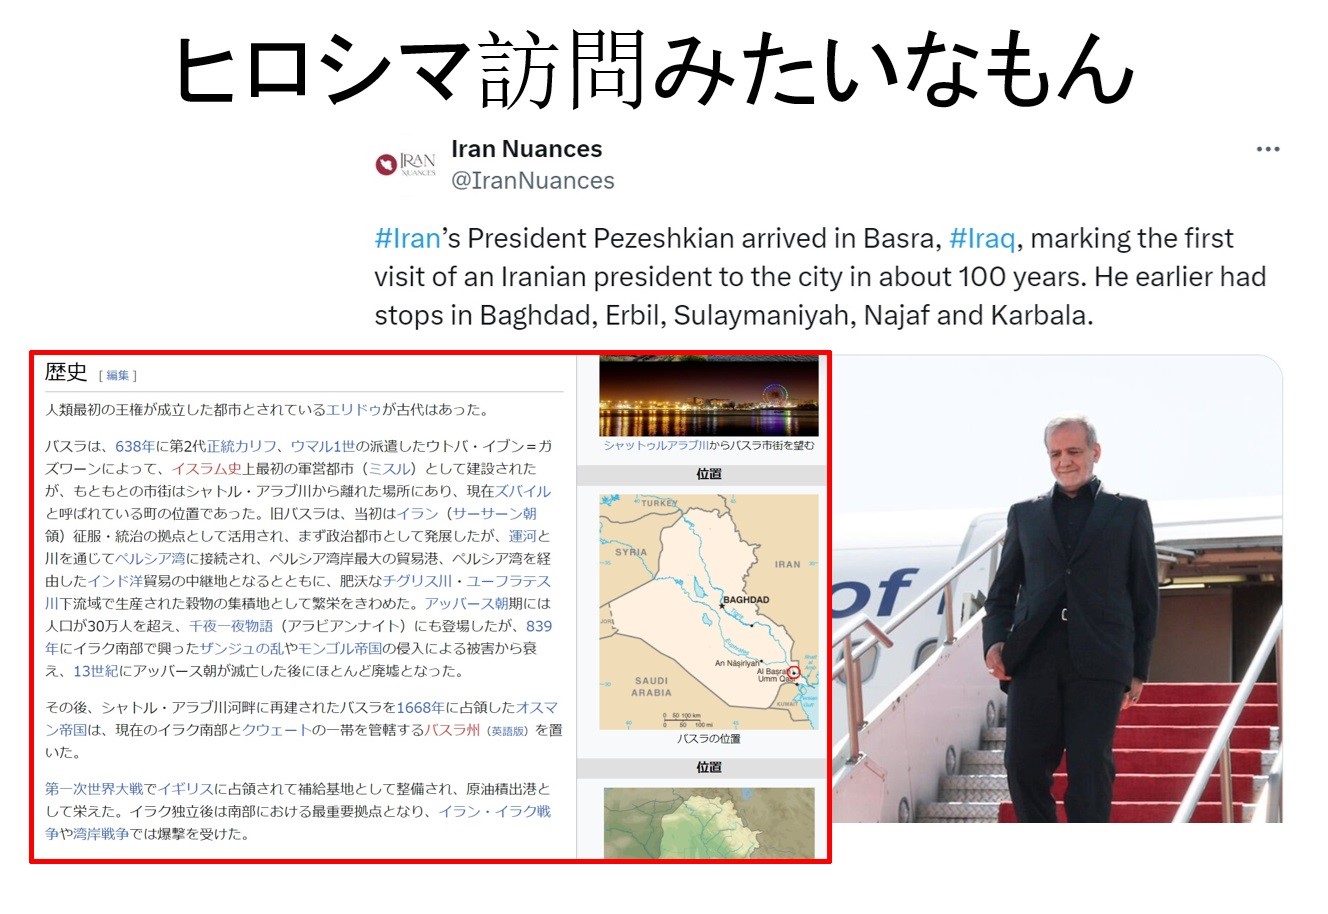 ヒロシマ訪問みたいなもん
IRAN
NUANCES
Iran Nuances
@IranNuances
#Iran's President Pezeshkian arrived in Basra, #Iraq, marking the first
visit of an Iranian president to the city in about 100 years. He earlier had
stops in Baghdad, Erbil, Sulaymaniyah, Najaf and Karbala.
歴史 [ 編集 ]
人類最初の王権が成立した都市とされているエリドゥが古代はあった。
バスラは、638年に第2代正統カリフ、ウマル1世の派遣したウトバ・イブン＝ガ
ズワーンによって、イスラム史上最初の軍営都市（ミスル）として建設された
が、もともとの市街はシャトル・アラブ川から離れた場所にあり、現在ズバイル
と呼ばれている町の位置であった。旧バスラは、当初はイラン（サーサーン朝
領）征服・統治の拠点として活用され、まず政治都市として発展したが、運河と
川を通じてペルシア湾に接続され、ペルシア湾岸最大の貿易港、ペルシア湾を経
由したインド洋貿易の中継地となるとともに、肥沃なチグリス川・ユーフラテス
川下流域で生産された穀物の集積地として繁栄をきわめた。アッバース朝期には
人口が30万人を超え、千夜一夜物語（アラビアンナイト）にも登場したが、839
年にイラク南部で興ったザンジュの乱やモンゴル帝国の侵入による被害から衰
え、13世紀にアッバース朝が滅亡した後にほとんど廃墟となった。
その後、シャトル・アラブ川河畔に再建されたバスラを1668年に占領したオスマ
ン帝国は、現在のイラク南部とクウェートの一帯を管轄するバスラ州（英語版）を置
いた。
第一次世界大戦でイギリスに占領されて補給基地として整備され、原油積出港と
して栄えた。イラク独立後は南部における最重要拠点となり、イラン・イラク戦
争や湾岸戦争では爆撃を受けた。
シャットゥルアラブ川からバスラ市街を望む
位置
TURKEY
SYRIA
IRAN
BAGHDAD
An Nāşirīyah
Al Başrah
Umm Qaşr
SAUDI
ARABIA
KUWAIT
0 50 100 km
0 50 100 mi
バスラの位置
位置
of